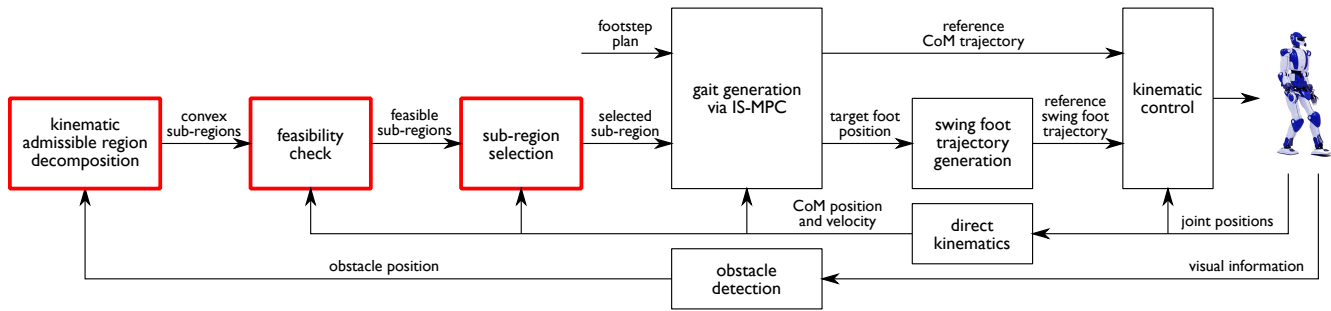 footstep
plan
reference
CoM trajectory
kinematic
admissible region
decomposition
convex
sub-regions
feasibility
check
feasible
sub-regions
sub-region
selection
selected
sub-region
gait generation
via IS-MPC
target foot
position
swing foot
trajectory
generation
reference
swing foot
trajectory
kinematic
control
CoM position
and velocity
direct
kinematics
joint positions
obstacle position
obstacle
detection
visual information